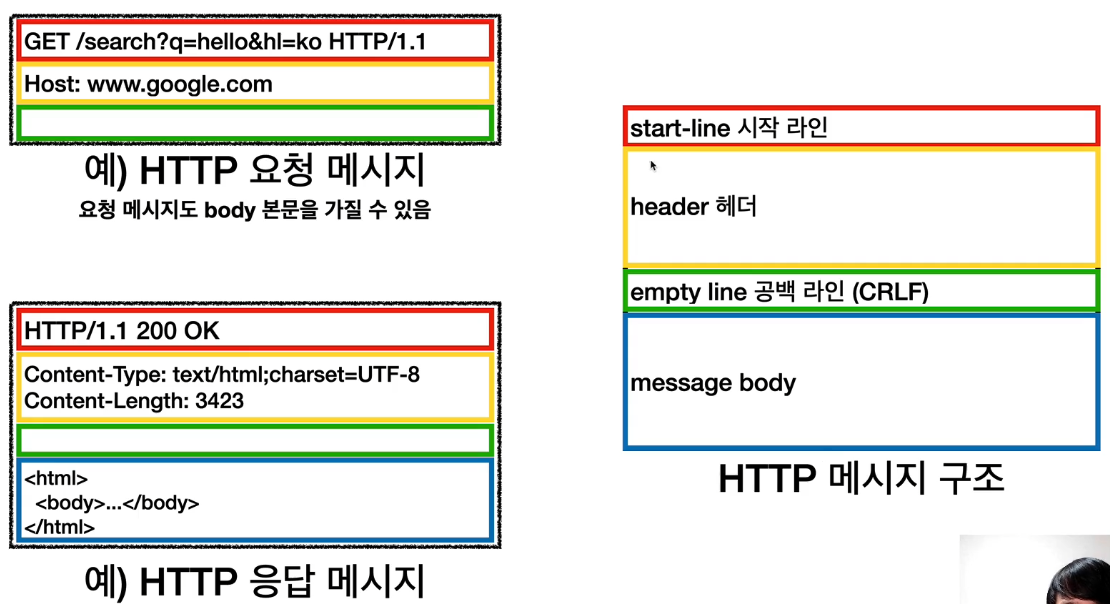 GET /search?q=hello&hl=ko HTTP/1.1
Host: www.google.com
예) HTTP 요청 메시지
요청 메시지도 body 본문을 가질 수 있음
HTTP/1.1 200 OK
Content-Type: text/html;charset=UTF-8
Content-Length: 3423
<html>
<body>...</body>
</html>
예) HTTP 응답 메시지
start-line 시작 라인
header 헤더
empty line 공백 라인 (CRLF)
message body
HTTP 메시지 구조